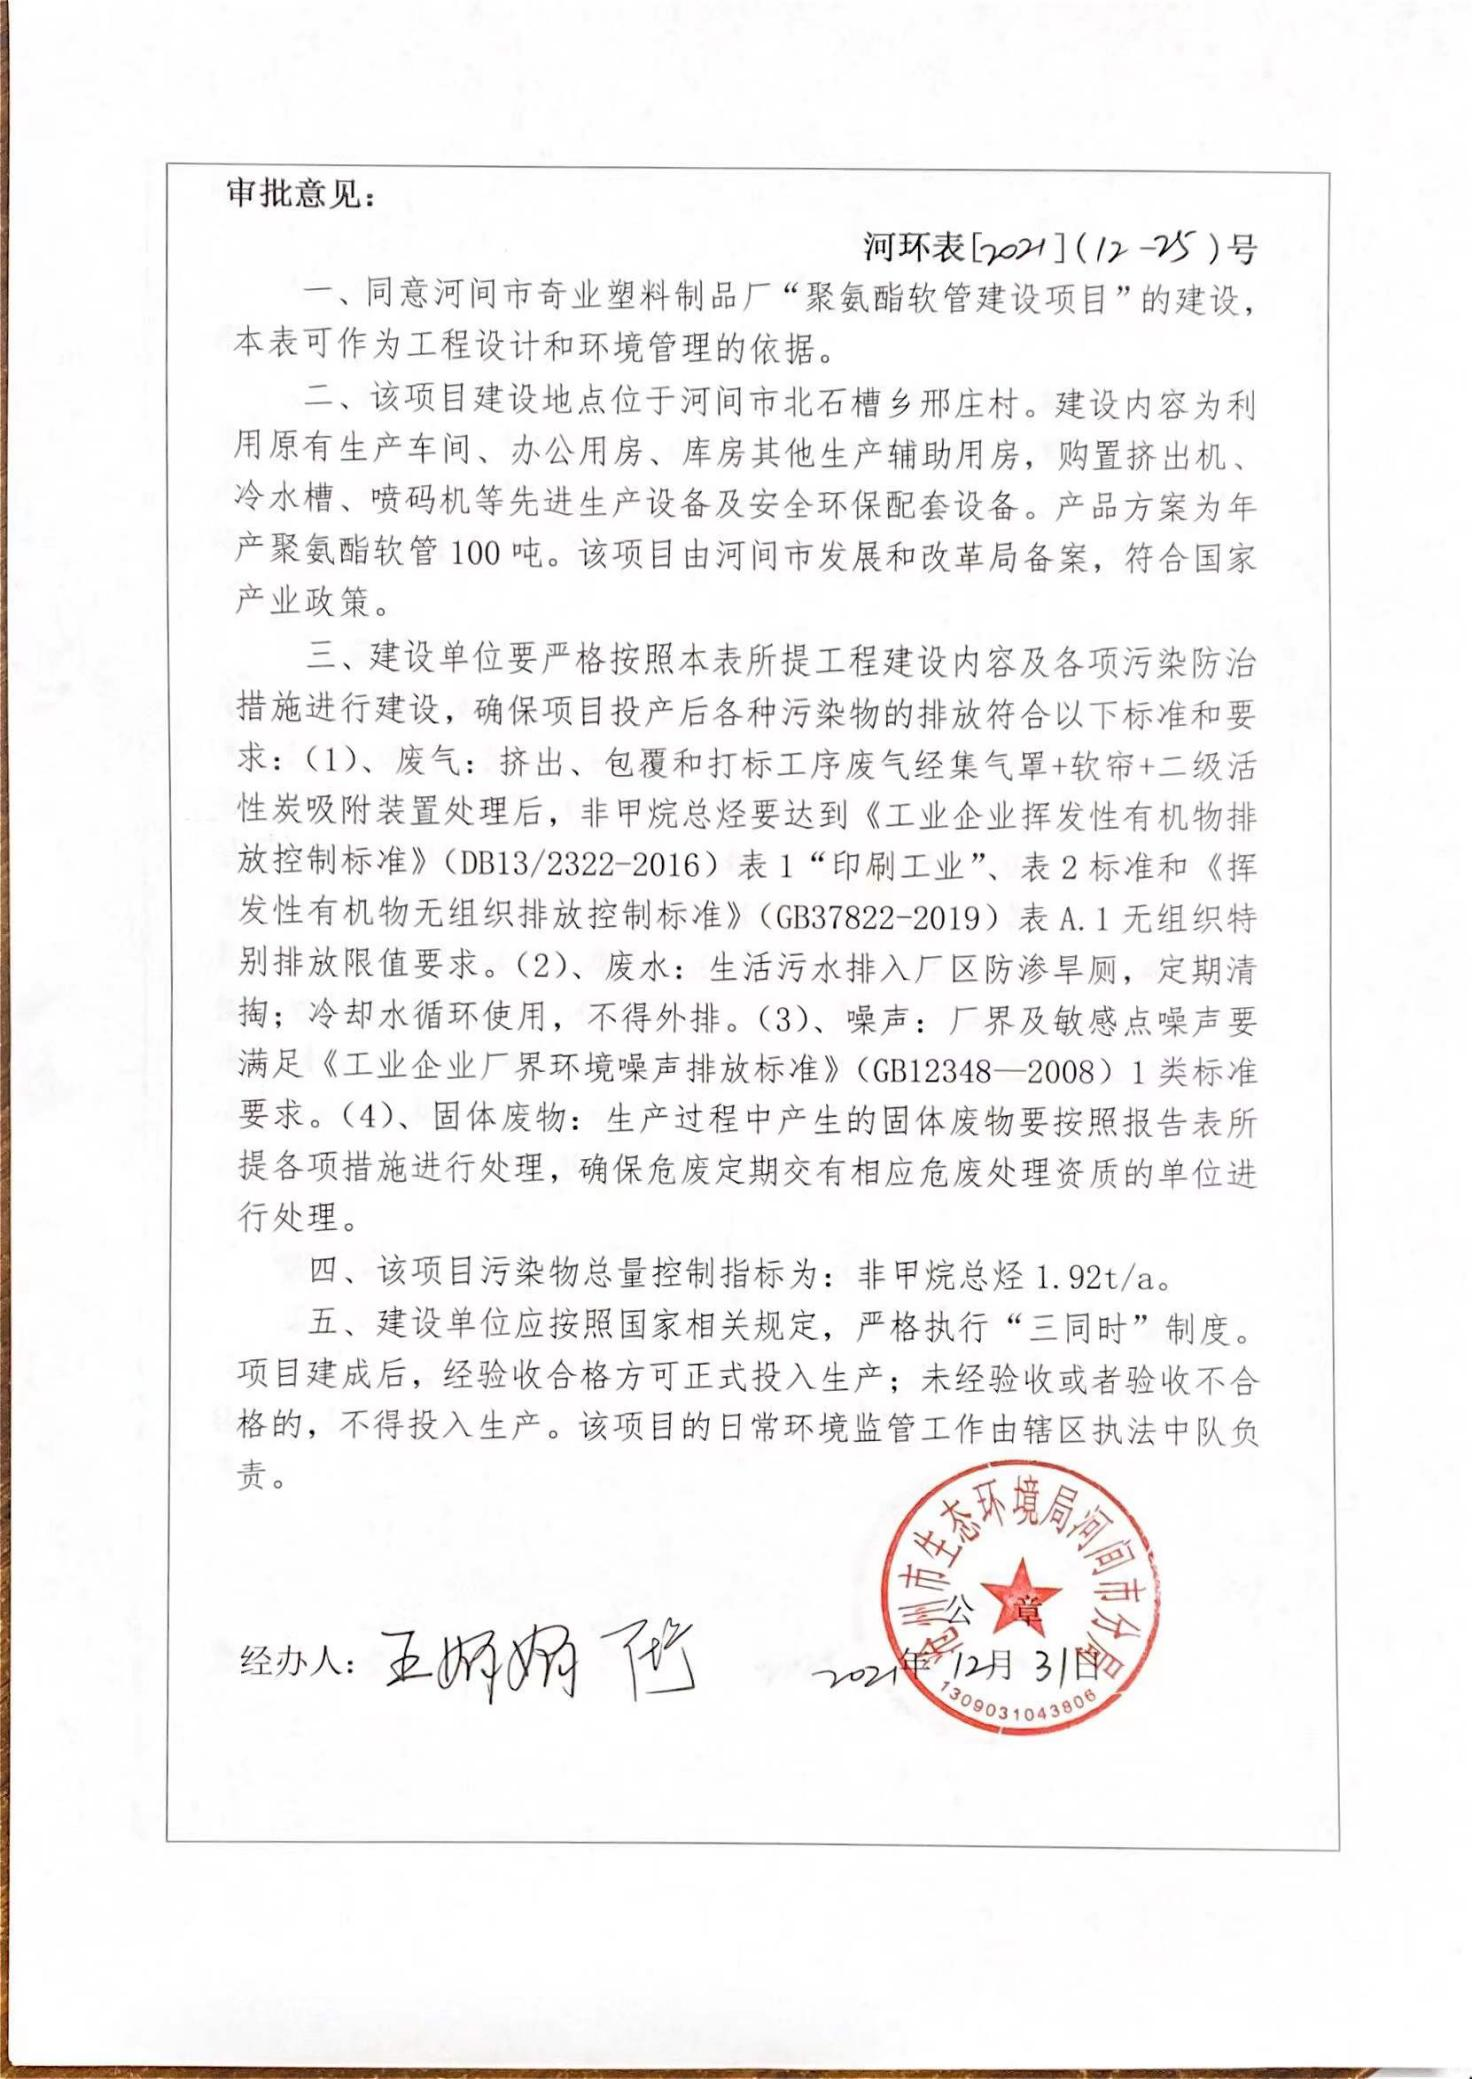 审批意见：
河环表[2021](12-25)号
一、同意河间市奇业塑料制品厂“聚氨酯软管建设项目”的建设，
本表可作为工程设计和环境管理的依据。
二、该项目建设地点位于河间市北石槽乡邢庄村。建设内容为利
用原有生产车间、办公用房、库房其他生产辅助用房，购置挤出机、
冷水槽、喷码机等先进生产设备及安全环保配套设备。产品方案为年
产聚氨酯软管100吨。该项目由河间市发展和改革局备案，符合国家
产业政策。
三、建设单位要严格按照本表所提工程建设内容及各项污染防治
措施进行建设，确保项目投产后各种污染物的排放符合以下标准和要
求：（1）、废气：挤出、包覆和打标工序废气经集气罩+软帘+二级活
性炭吸附装置处理后，非甲烷总烃要达到《工业企业挥发性有机物排
放控制标准》（DB13/2322-2016）表1“印刷工业”、表2标准和《挥
发性有机物无组织排放控制标准》（GB37822-2019）表A.1无组织特
别排放限值要求。（2）、废水：生活污水排入厂区防渗旱厕，定期清
掏；冷却水循环使用，不得外排。（3）、噪声：厂界及敏感点噪声要
满足《工业企业厂界环境噪声排放标准》（GB12348—2008）1类标准
要求。（4）、固体废物：生产过程中产生的固体废物要按照报告表所
提各项措施进行处理，确保危废定期交有相应危废处理资质的单位进
行处理。
四、该项目污染物总量控制指标为：非甲烷总烃1.92t/a。
五、建设单位应按照国家相关规定，严格执行“三同时”制度。
项目建成后，经验收合格方可正式投入生产；未经验收或者验收不合
格的，不得投入生产。该项目的日常环境监管工作由辖区执法中队负
责。
沧州市生态环境局河间市分局
公章
经办人：王娟娟
2021年12月31日
1309031043806